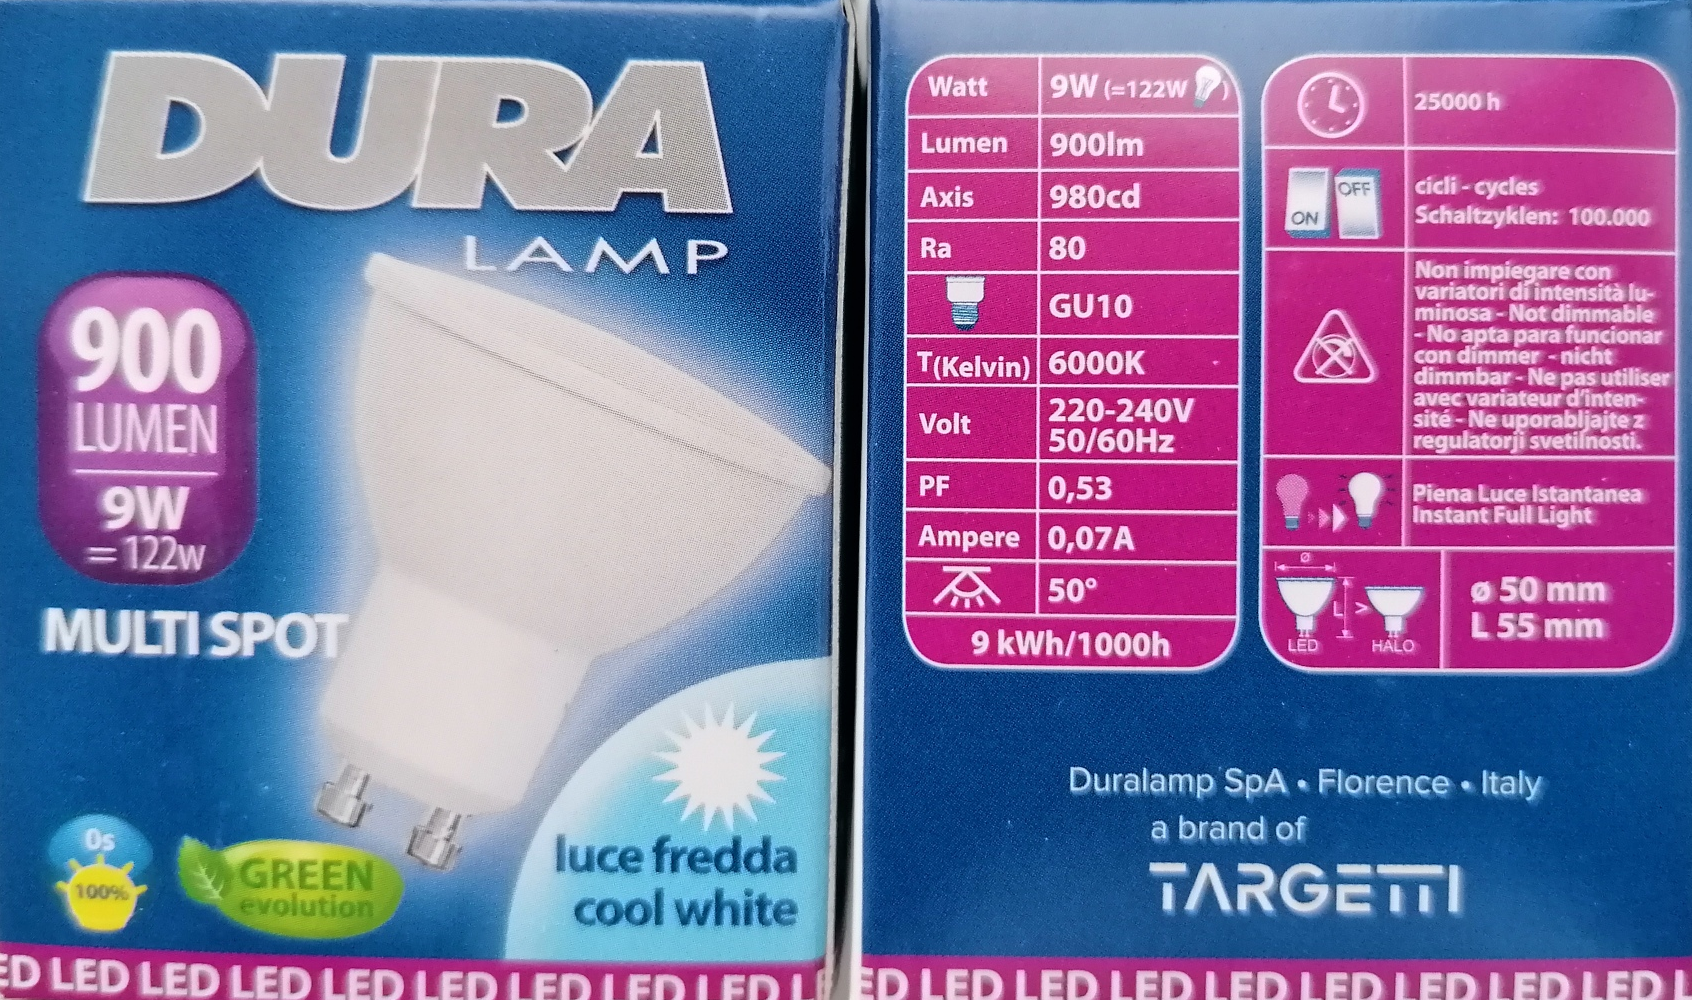 DURA
LAMP
900
LUMEN
9W
= 122w
MULTI SPOT
0s
100%
GREEN
evolution
luce fredda
cool white
ED LED LED LED LED LED LED LED LED L
Watt 9W (=122W )
Lumen 900lm
Axis 980cd
Ra 80
GU10
T(Kelvin) 6000K
Volt 220-240V
50/60Hz
PF 0,53
Ampere 0,07A
50°
9 kWh/1000h
25000 h
ON OFF
cicli - cycles
Schaltzyklen: 100.000
Non impiegare con
variatori di intensità lu-
minosa - Not dimmable
- No apta para funcionar
con dimmer - nicht
dimmbar - Ne pas utiliser
avec variateur d'inten-
sité - Ne uporabljajte z
regulatorji svetilnosti.
Piena Luce Istantanea
Instant Full Light
ø
L >
LED HALO
ø 50 mm
L 55 mm
Duralamp SpA • Florence • Italy
a brand of
TARGETTI
ED LED LED LED LED LED LED LED LED LED L